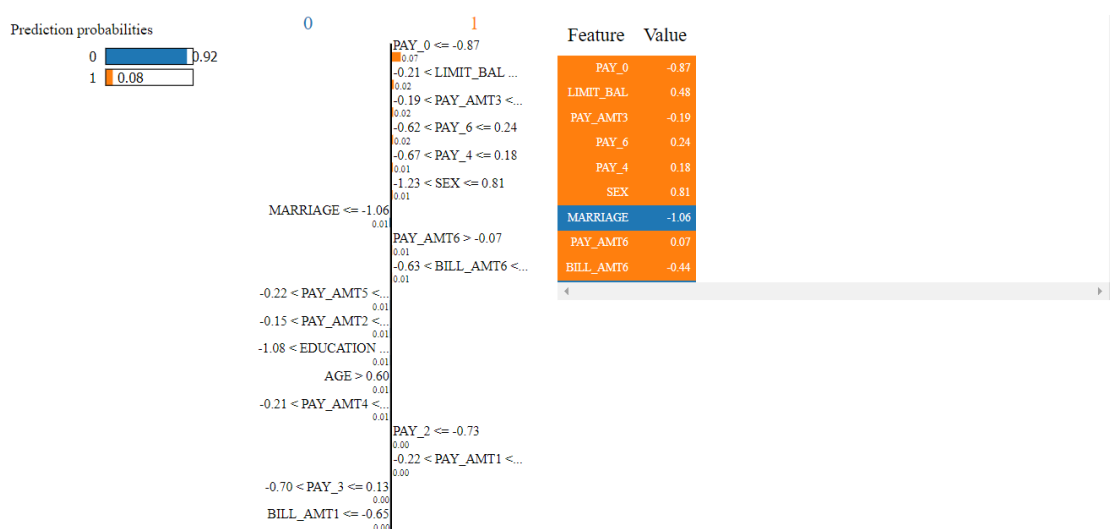 Prediction probabilities
0 0.92
1 0.08
0 1
PAY_0 <= -0.87
0.07
-0.21 < LIMIT_BAL ...
0.02
-0.19 < PAY_AMT3 <...
0.02
-0.62 < PAY_6 <= 0.24
0.02
-0.67 < PAY_4 <= 0.18
0.01
-1.23 < SEX <= 0.81
0.01
MARRIAGE <= -1.06
0.01
PAY_AMT6 > -0.07
0.01
-0.63 < BILL_AMT6 <...
0.01
-0.22 < PAY_AMT5 <...
0.01
-0.15 < PAY_AMT2 <...
0.01
-1.08 < EDUCATION ...
0.01
AGE > 0.60
0.01
-0.21 < PAY_AMT4 <...
0.01
PAY_2 <= -0.73
0.00
-0.22 < PAY_AMT1 <...
0.00
-0.70 < PAY_3 <= 0.13
0.00
BILL_AMT1 <= -0.65
0.00
Feature Value
PAY_0 -0.87
LIMIT_BAL 0.48
PAY_AMT3 -0.19
PAY_6 0.24
PAY_4 0.18
SEX 0.81
MARRIAGE -1.06
PAY_AMT6 0.07
BILL_AMT6 -0.44